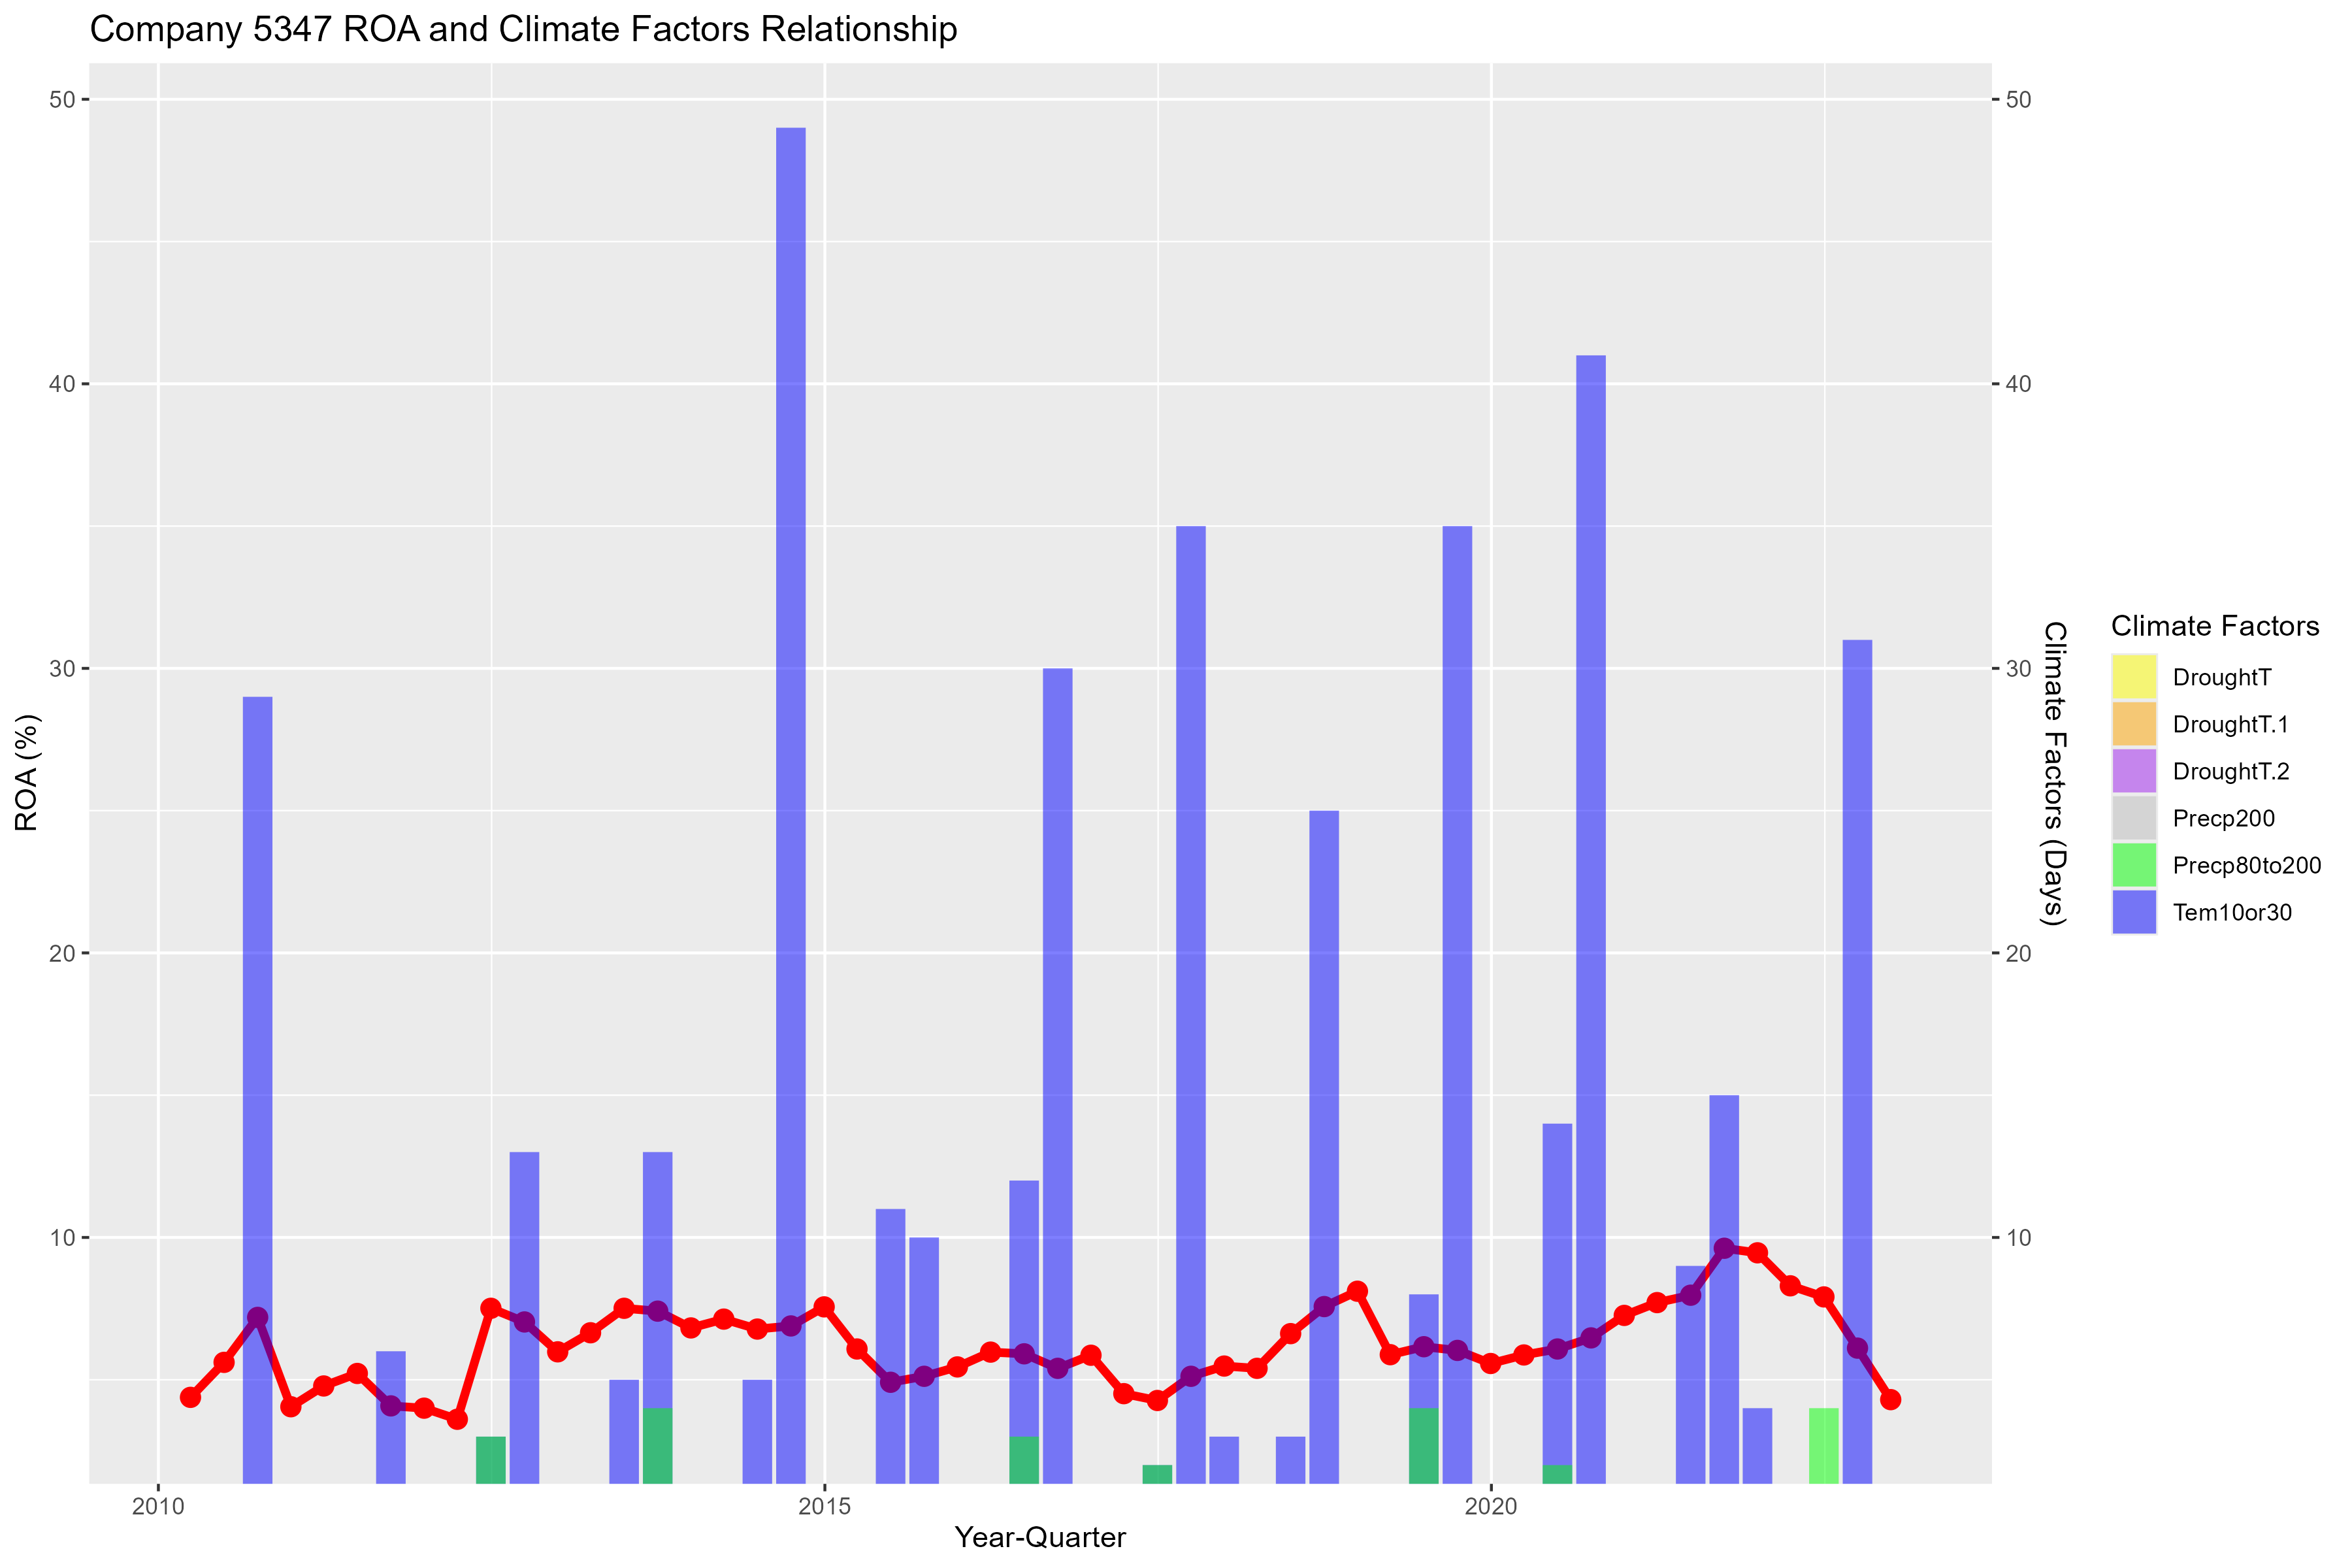 Company 5347 ROA and Climate Factors Relationship
50
40
30
20
10
ROA (%)
50
40
30
20
10
Climate Factors (Days)
2010
2015
2020
Year-Quarter
Climate Factors
DroughtT
DroughtT.1
DroughtT.2
Precp200
Precp80to200
Tem10or30